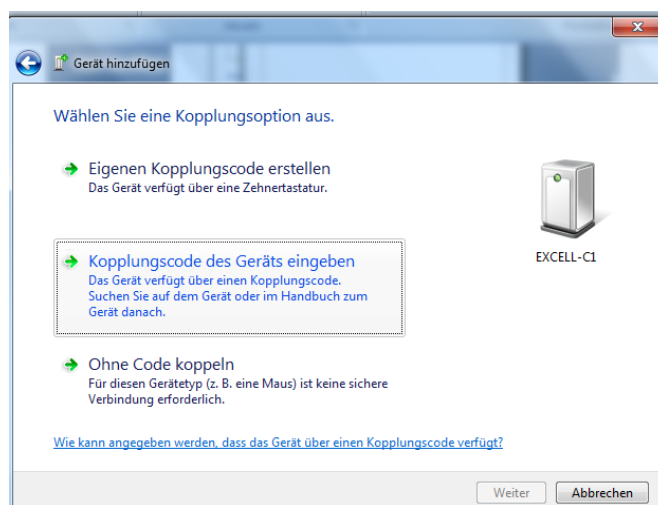 Gerät hinzufügen
Wählen Sie eine Kopplungsoption aus.
Eigenen Kopplungscode erstellen
Das Gerät verfügt über eine Zehnertastatur.
Kopplungscode des Geräts eingeben
Das Gerät verfügt über einen Kopplungscode.
Suchen Sie auf dem Gerät oder im Handbuch zum
Gerät danach.
EXCELL-C1
Ohne Code koppeln
Für diesen Gerätetyp (z. B. eine Maus) ist keine sichere
Verbindung erforderlich.
Wie kann angegeben werden, dass das Gerät über einen Kopplungscode verfügt?
Weiter
Abbrechen